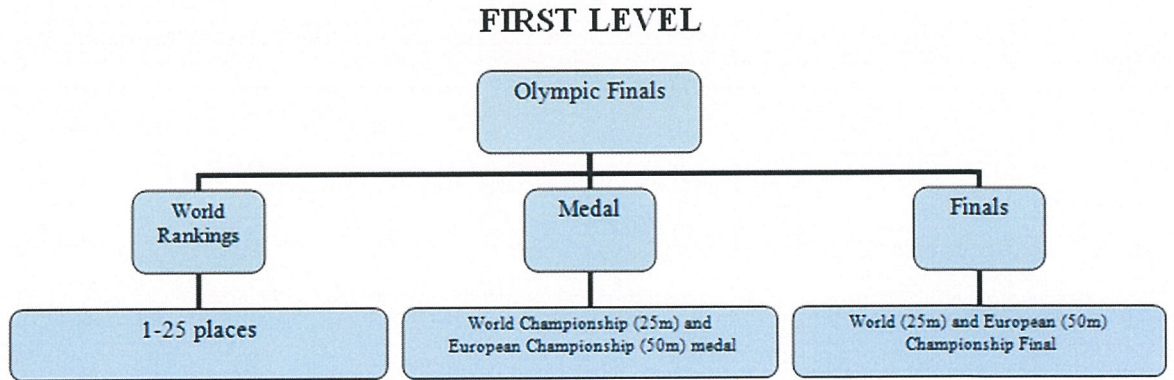 FIRST LEVEL
Olympic Finals
World
Rankings
Medal
Finals
1-25 places
World Championship (25m) and
European Championship (50m) medal
World (25m) and European (50m)
Championship Final